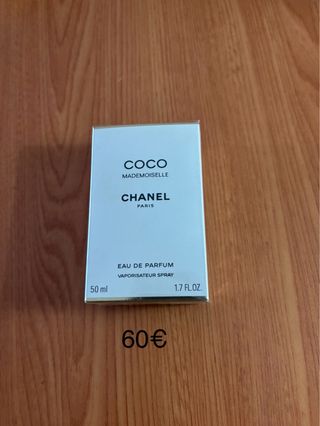 COCO
MADEMOISELLE
CHANEL
PARIS
EAU DE PARFUM
VAPORISATEUR SPRAY
50 ml 1.7 FL.OZ.
60€